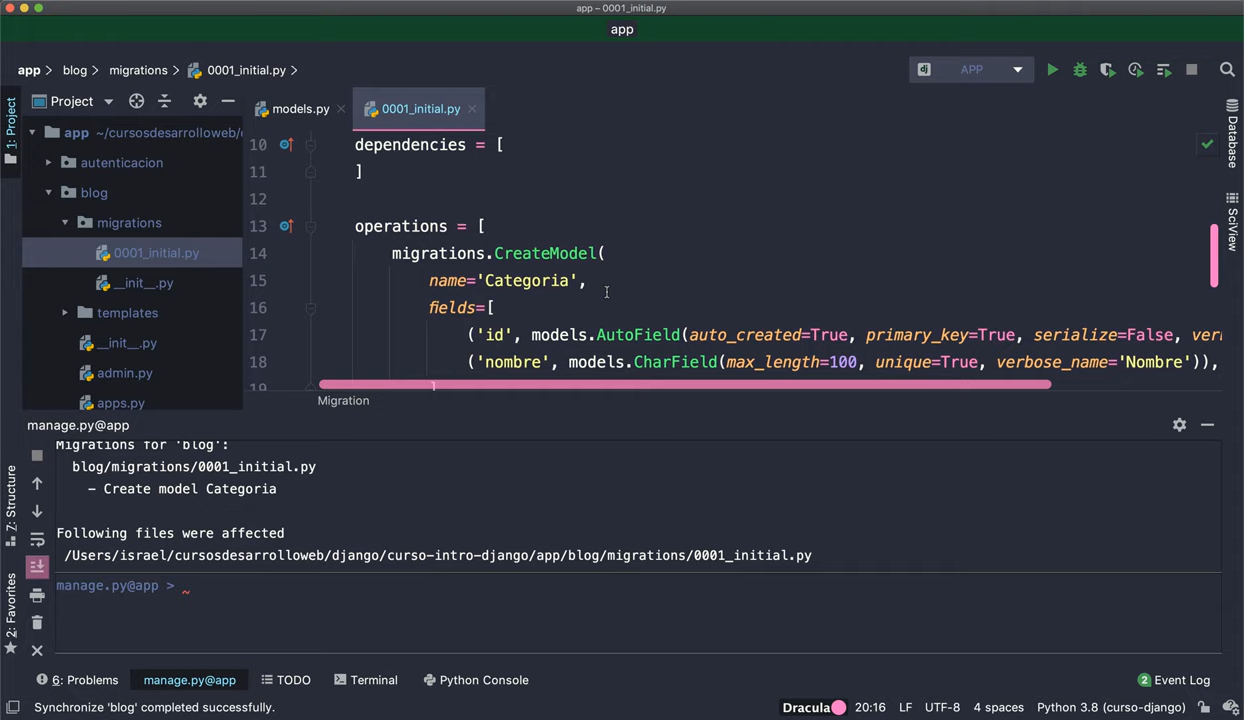 app – 0001_initial.py
app
app > blog > migrations > 0001_initial.py >
APP
1: Project
Project
models.py
0001_initial.py
app ~/cursosdesarrolloweb/
autenticacion
blog
migrations
0001_initial.py
__init__.py
templates
__init__.py
admin.py
apps.py
10 dependencies = [
11 ]
12
13 operations = [
14 migrations.CreateModel(
15 name='Categoria',
16 fields=[
17 ('id', models.AutoField(auto_created=True, primary_key=True, serialize=False, ver
18 ('nombre', models.CharField(max_length=100, unique=True, verbose_name='Nombre')),
19 ]
Migration
Database
SciView
manage.py@app
Migrations for 'blog':
blog/migrations/0001_initial.py
- Create model Categoria
Following files were affected
/Users/israel/cursosdesarrolloweb/django/curso-intro-django/app/blog/migrations/0001_initial.py
manage.py@app > ~
7: Structure
2: Favorites
6: Problems
manage.py@app
TODO
Terminal
Python Console
2 Event Log
Synchronize 'blog' completed successfully.
Dracula
20:16
LF
UTF-8
4 spaces
Python 3.8 (curso-django)